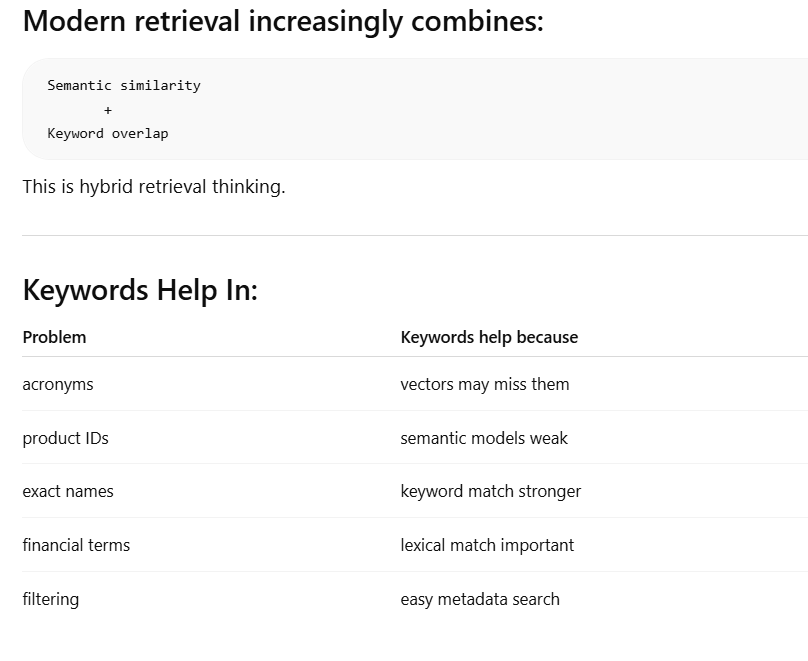 Modern retrieval increasingly combines:
Semantic similarity
+
Keyword overlap
This is hybrid retrieval thinking.
Keywords Help In:
Problem Keywords help because
acronyms vectors may miss them
product IDs semantic models weak
exact names keyword match stronger
financial terms lexical match important
filtering easy metadata search